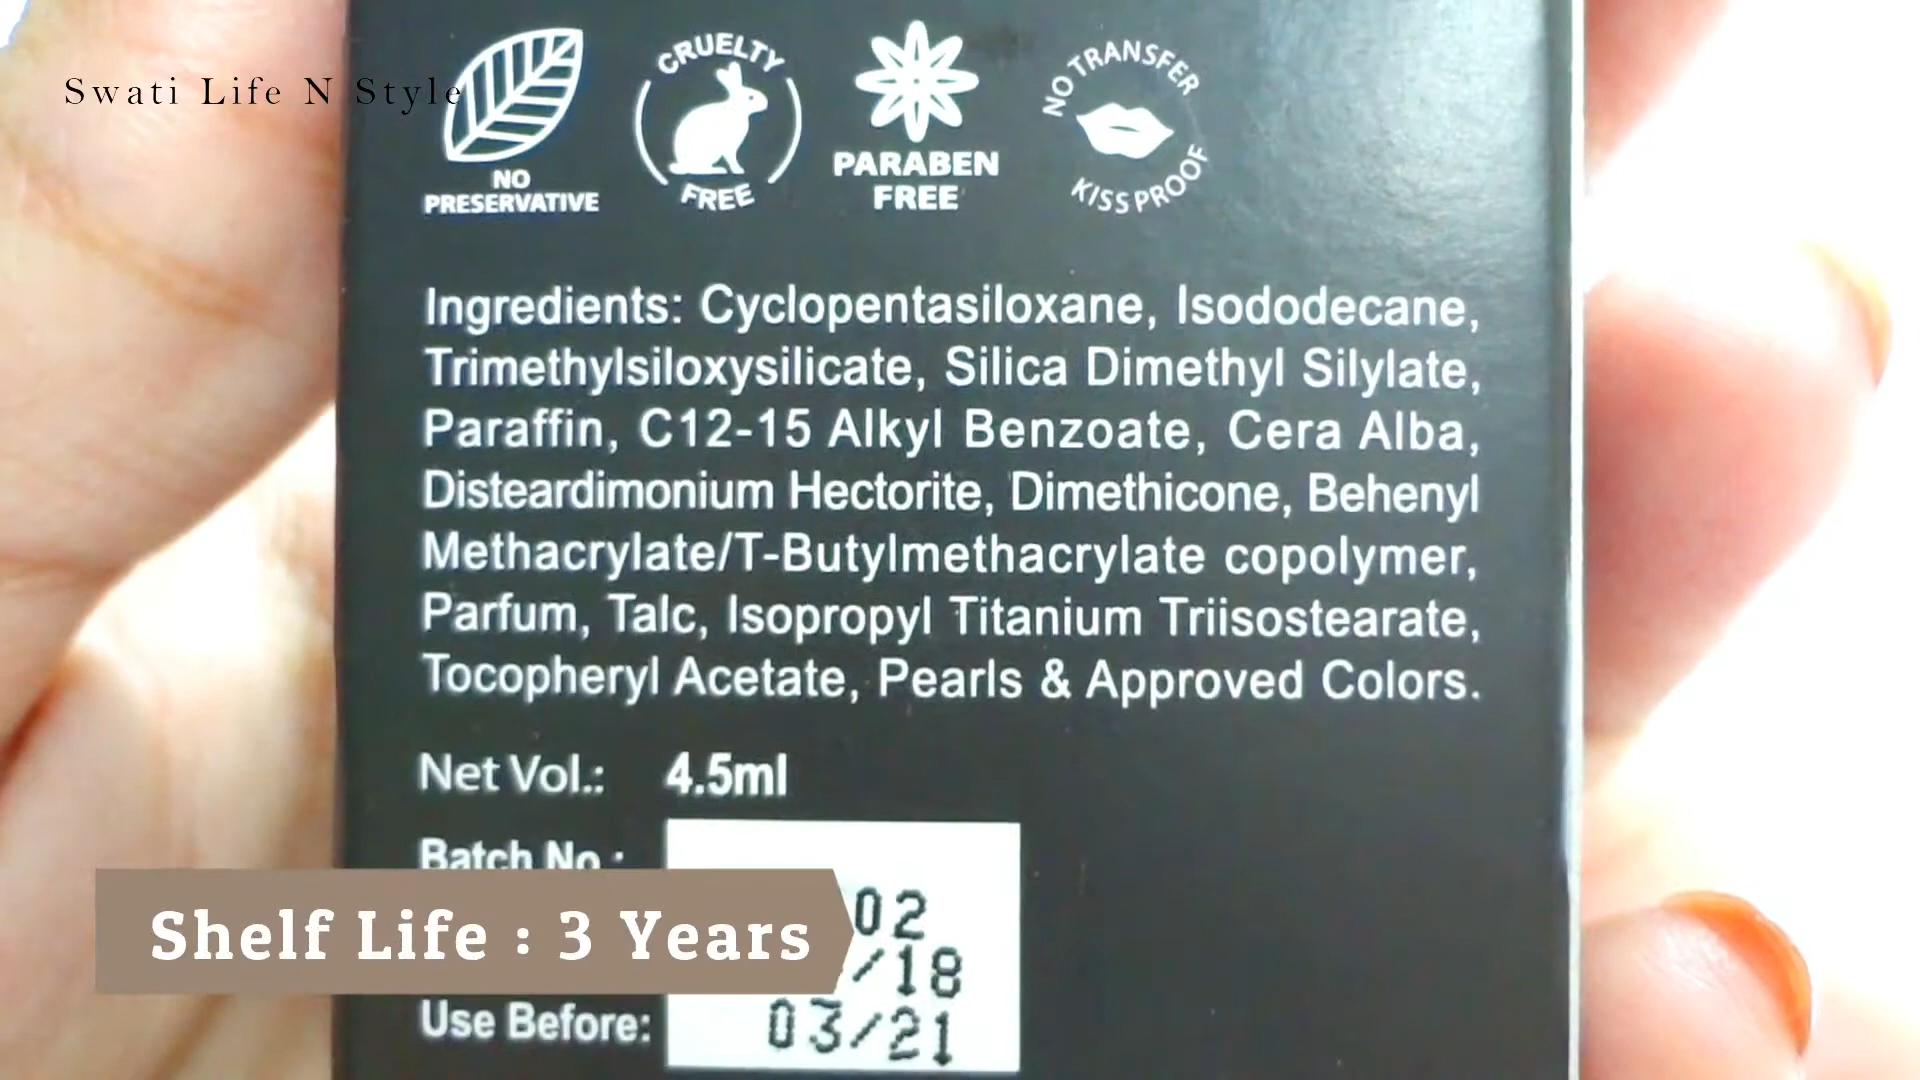 Swati Life N Style
NO
PRESERVATIVE
CRUELTY
FREE
PARABEN
FREE
NO TRANSFER
KISS PROOF
Ingredients: Cyclopentasiloxane, Isododecane,
Trimethylsiloxysilicate, Silica Dimethyl Silylate,
Paraffin, C12-15 Alkyl Benzoate, Cera Alba,
Disteardimonium Hectorite, Dimethicone, Behenyl
Methacrylate/T-Butylmethacrylate copolymer,
Parfum, Talc, Isopropyl Titanium Triisostearate,
Tocopheryl Acetate, Pearls & Approved Colors.
Net Vol.: 4.5ml
Batch No.:
02
Shelf Life : 3 Years
/18
Use Before: 03/21